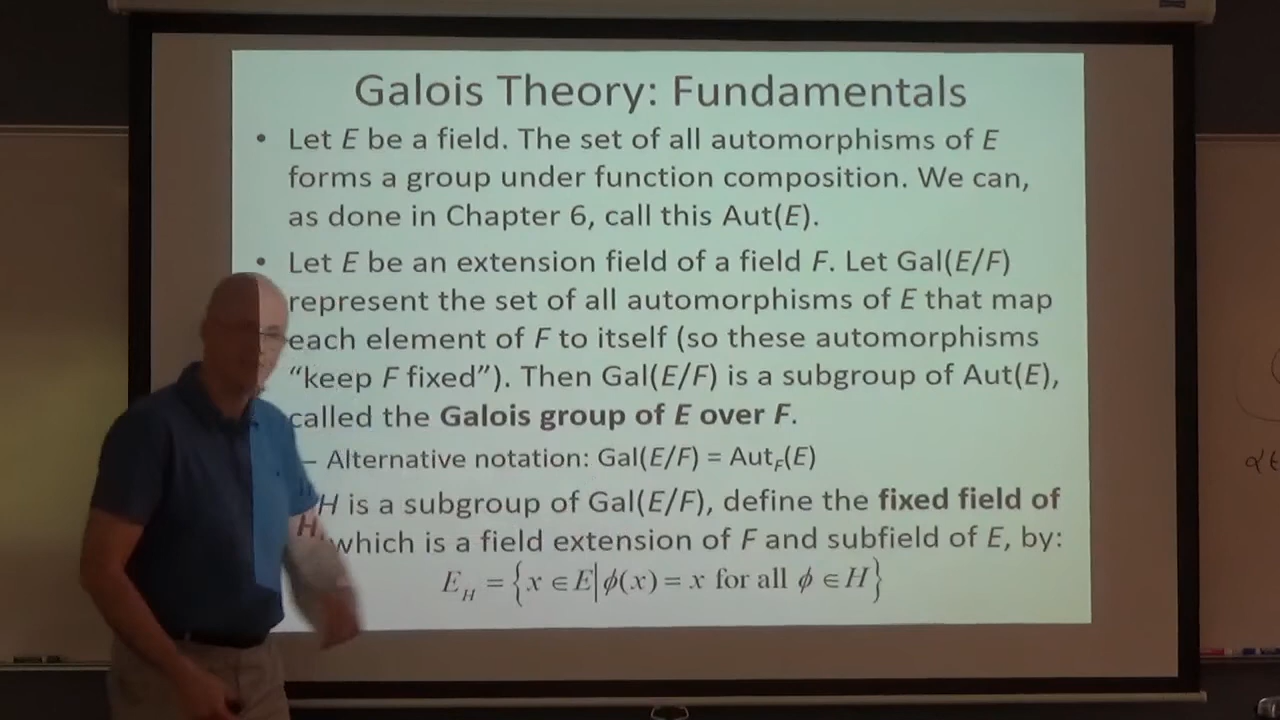 Galois Theory: Fundamentals
• Let E be a field. The set of all automorphisms of E
forms a group under function composition. We can,
as done in Chapter 6, call this Aut(E).
• Let E be an extension field of a field F. Let Gal(E/F)
represent the set of all automorphisms of E that map
each element of F to itself (so these automorphisms
“keep F fixed”). Then Gal(E/F) is a subgroup of Aut(E),
called the Galois group of E over F.
– Alternative notation: Gal(E/F) = Aut_F(E)
H is a subgroup of Gal(E/F), define the fixed field of
H which is a field extension of F and subfield of E, by:
E_H = {x ∈ E | ϕ(x) = x for all ϕ ∈ H}